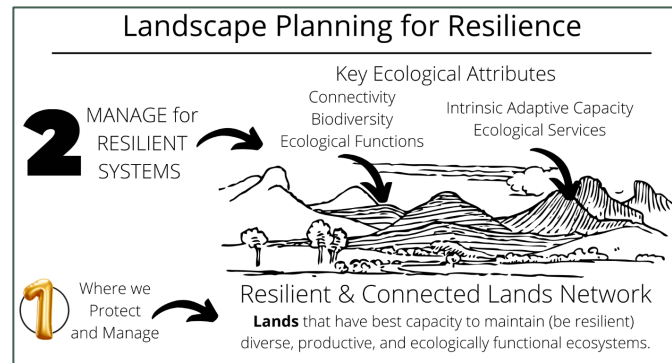 Landscape Planning for Resilience
Key Ecological Attributes
Connectivity
Biodiversity
Ecological Functions
Intrinsic Adaptive Capacity
Ecological Services
2
MANAGE for
RESILIENT
SYSTEMS
1
Where we
Protect
and Manage
Resilient & Connected Lands Network
Lands that have best capacity to maintain (be resilient)
diverse, productive, and ecologically functional ecosystems.